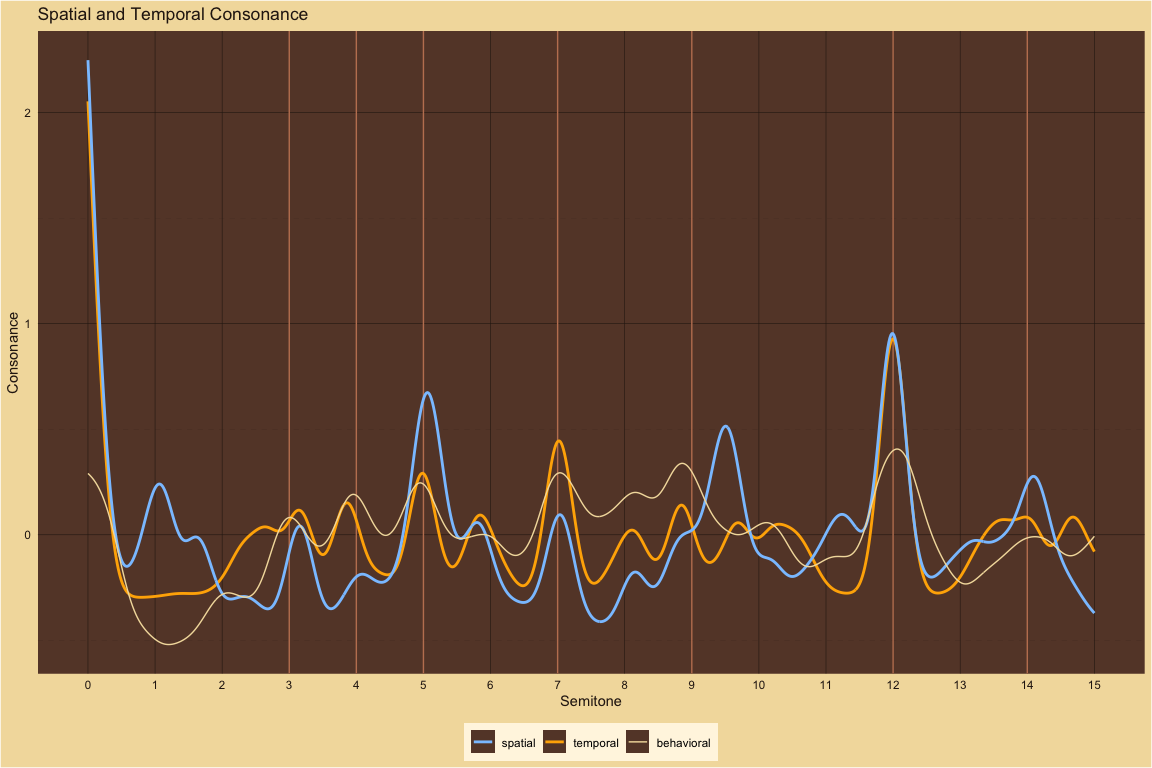 Spatial and Temporal Consonance
Consonance
2
1
0
0 1 2 3 4 5 6 7 8 9 10 11 12 13 14 15
Semitone
spatial temporal behavioral